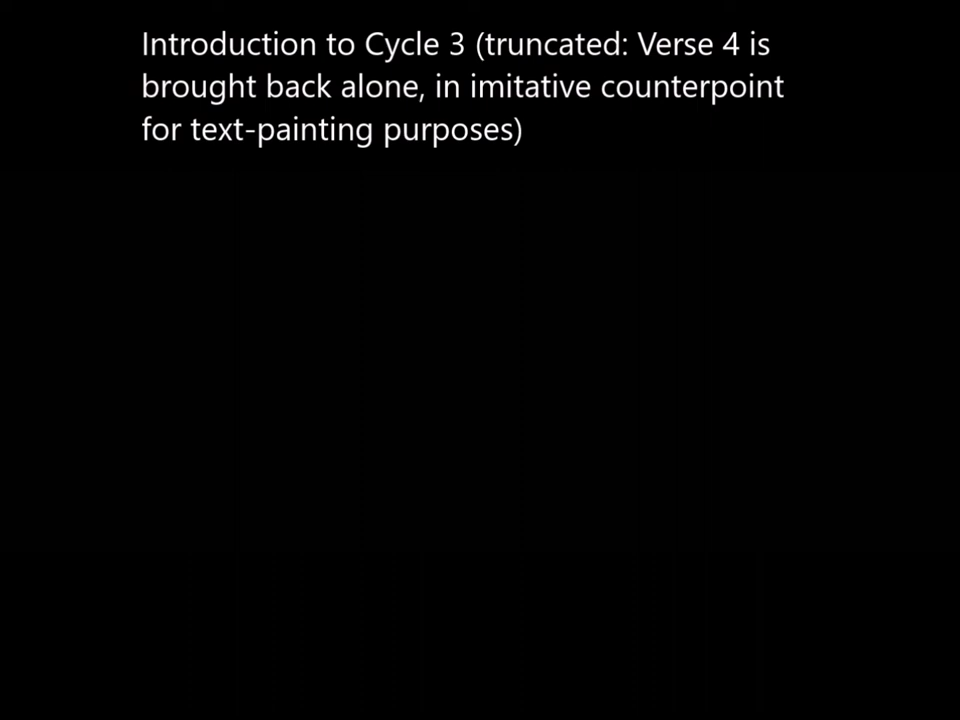 Introduction to Cycle 3 (truncated: Verse 4 is
brought back alone, in imitative counterpoint
for text-painting purposes)